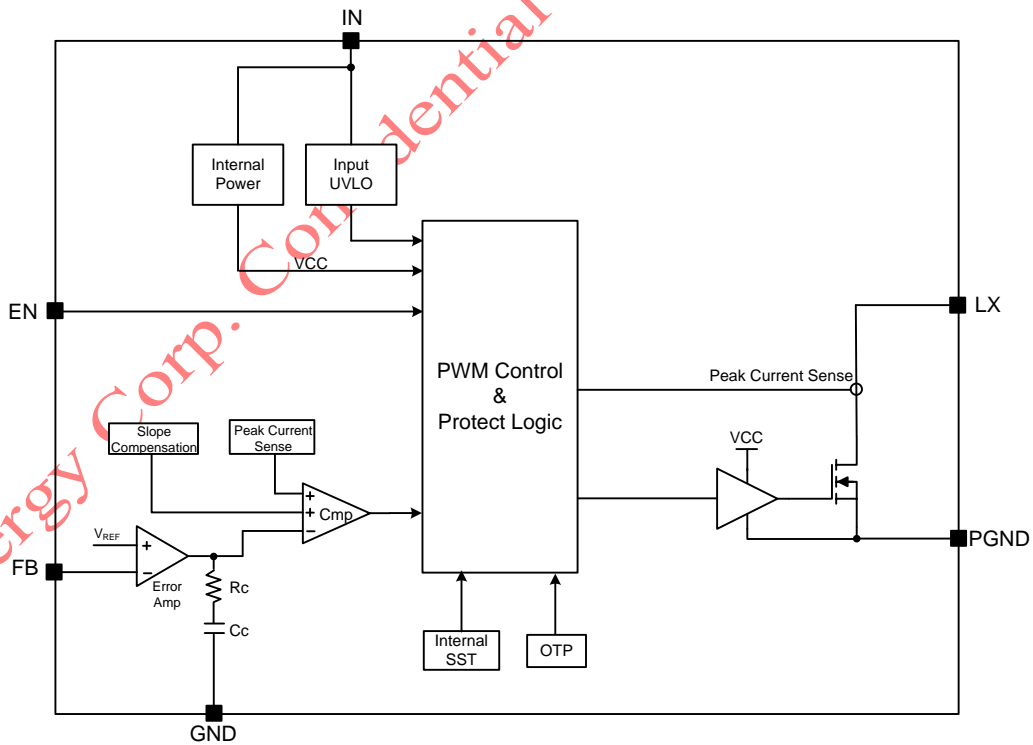 IN
Internal
Power
Input
UVLO
VCC
EN
LX
PWM Control
&
Protect Logic
Peak Current Sense
Slope
Compensation
Peak Current
Sense
VCC
+
+
−
Cmp
VREF
+
−
FB
Error
Amp
Rc
Cc
PGND
Internal
SST
OTP
GND
ergy Corp. Confidential